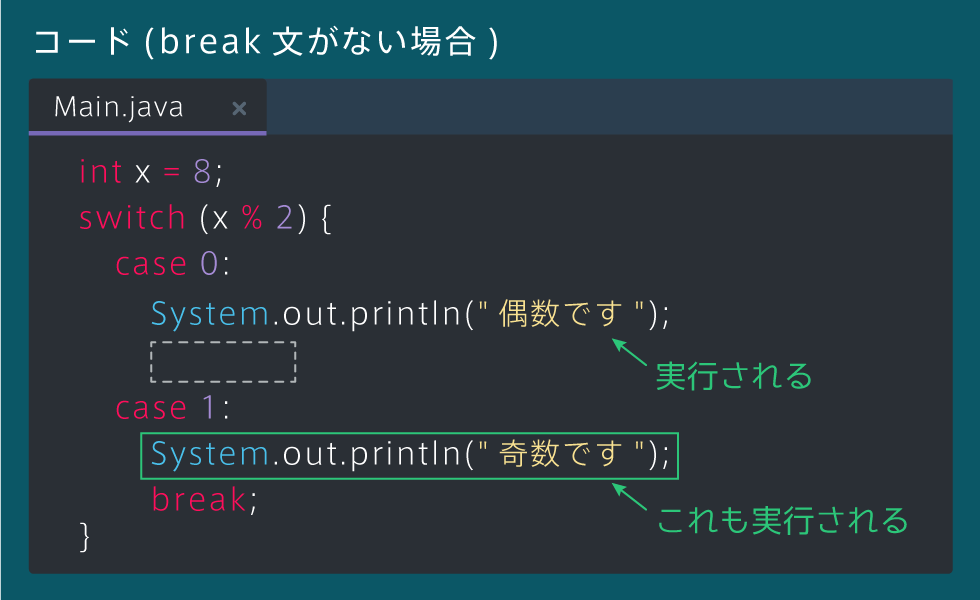 コード (break 文がない場合 )
Main.java ×
int x = 8;
switch (x % 2) {
case 0:
System.out.println(" 偶数です ");
実行される
case 1:
System.out.println(" 奇数です ");
break;
これも実行される
}